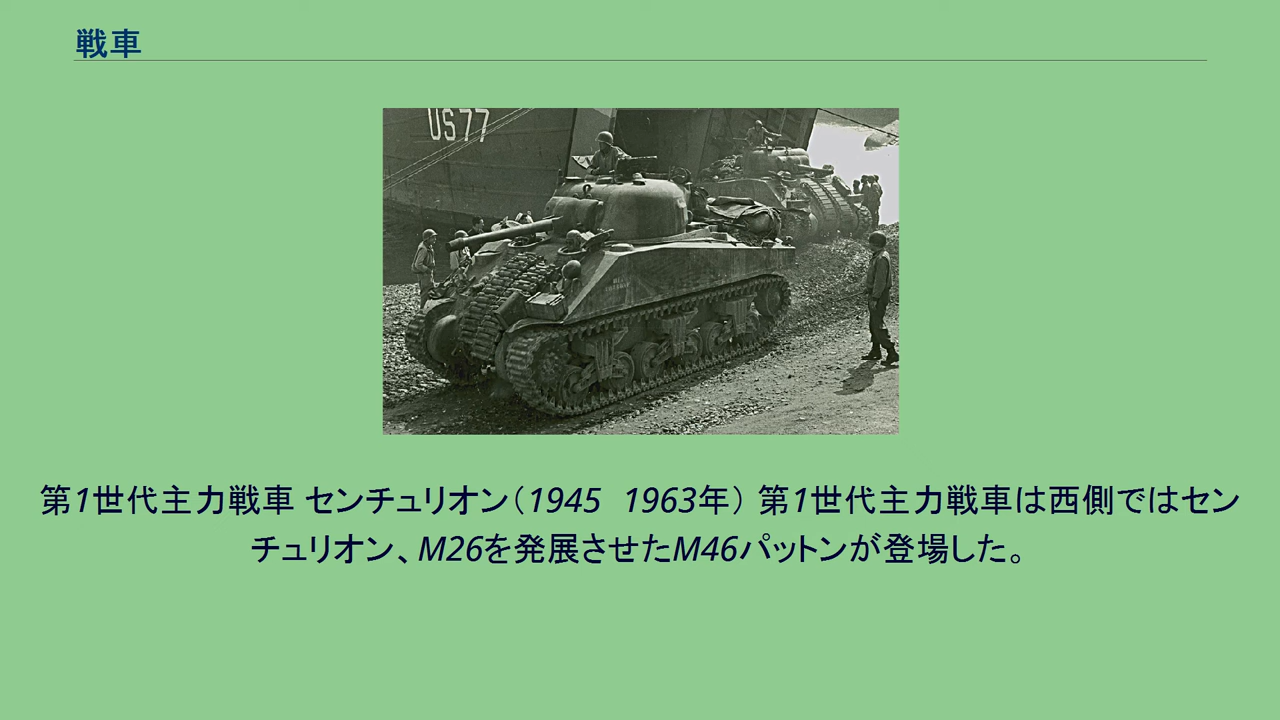 戦車
US77
第1世代主力戦車 センチュリオン（1945  1963年） 第1世代主力戦車は西側ではセン
チュリオン、M26を発展させたM46パットンが登場した。